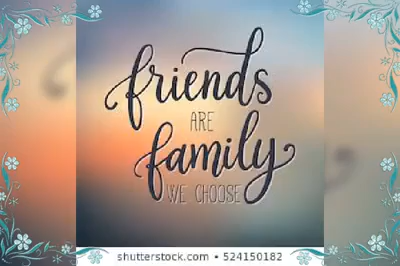 friends
ARE
family
WE CHOOSE
shutterstock.com • 524150182